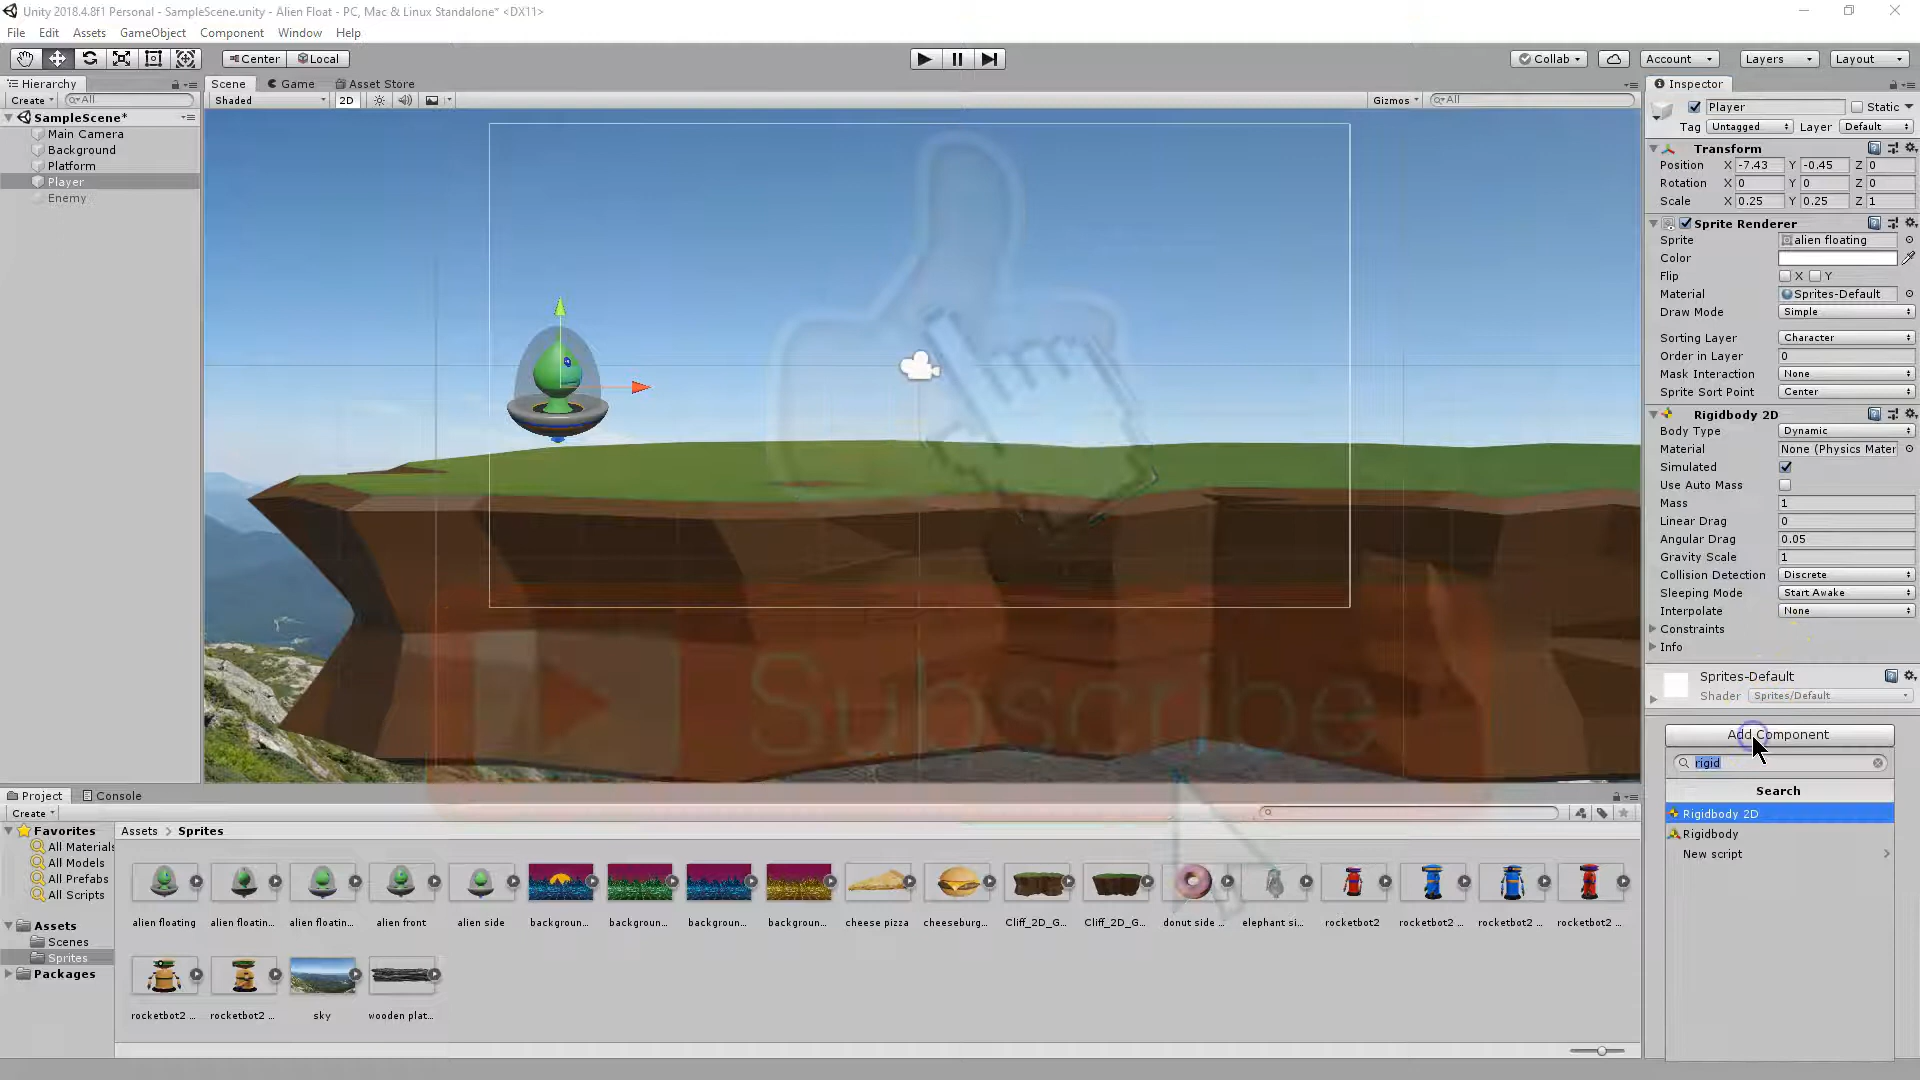 Unity 2018.4.8f1 Personal - SampleScene.unity - Alien Float - PC, Mac & Linux Standalone* <DX11>
File Edit Assets GameObject Component Window Help
Center Local Collab Account Layers Layout
Hierarchy
Create All
SampleScene*
Main Camera
Background
Platform
Player
Enemy
Scene Game Asset Store
Shaded 2D Gizmos All
Subscribe
Inspector
Player Static
Tag Untagged Layer Default
Transform
Position X -7.43 Y -0.45 Z 0
Rotation X 0 Y 0 Z 0
Scale X 0.25 Y 0.25 Z 1
Sprite Renderer
Sprite alien floating
Color
Flip X Y
Material Sprites-Default
Draw Mode Simple
Sorting Layer Character
Order in Layer 0
Mask Interaction None
Sprite Sort Point Center
Rigidbody 2D
Body Type Dynamic
Material None (Physics Mater
Simulated
Use Auto Mass
Mass 1
Linear Drag 0
Angular Drag 0.05
Gravity Scale 1
Collision Detection Discrete
Sleeping Mode Start Awake
Interpolate None
Constraints
Info
Sprites-Default
Shader Sprites/Default
Add Component
rigid
Search
Rigidbody 2D
Rigidbody
New script
Project Console
Create
Favorites
All Materials
All Models
All Prefabs
All Scripts
Assets
Scenes
Sprites
Packages
Assets > Sprites
alien floating alien floatin... alien floatin... alien front alien side backgroun... backgroun... backgroun... backgroun... cheese pizza cheeseburg... Cliff_2D_G... Cliff_2D_G... donut side ... elephant si... rocketbot2 rocketbot2 ... rocketbot2 ... rocketbot2 ...
rocketbot2 ... rocketbot2 ... sky wooden plat...